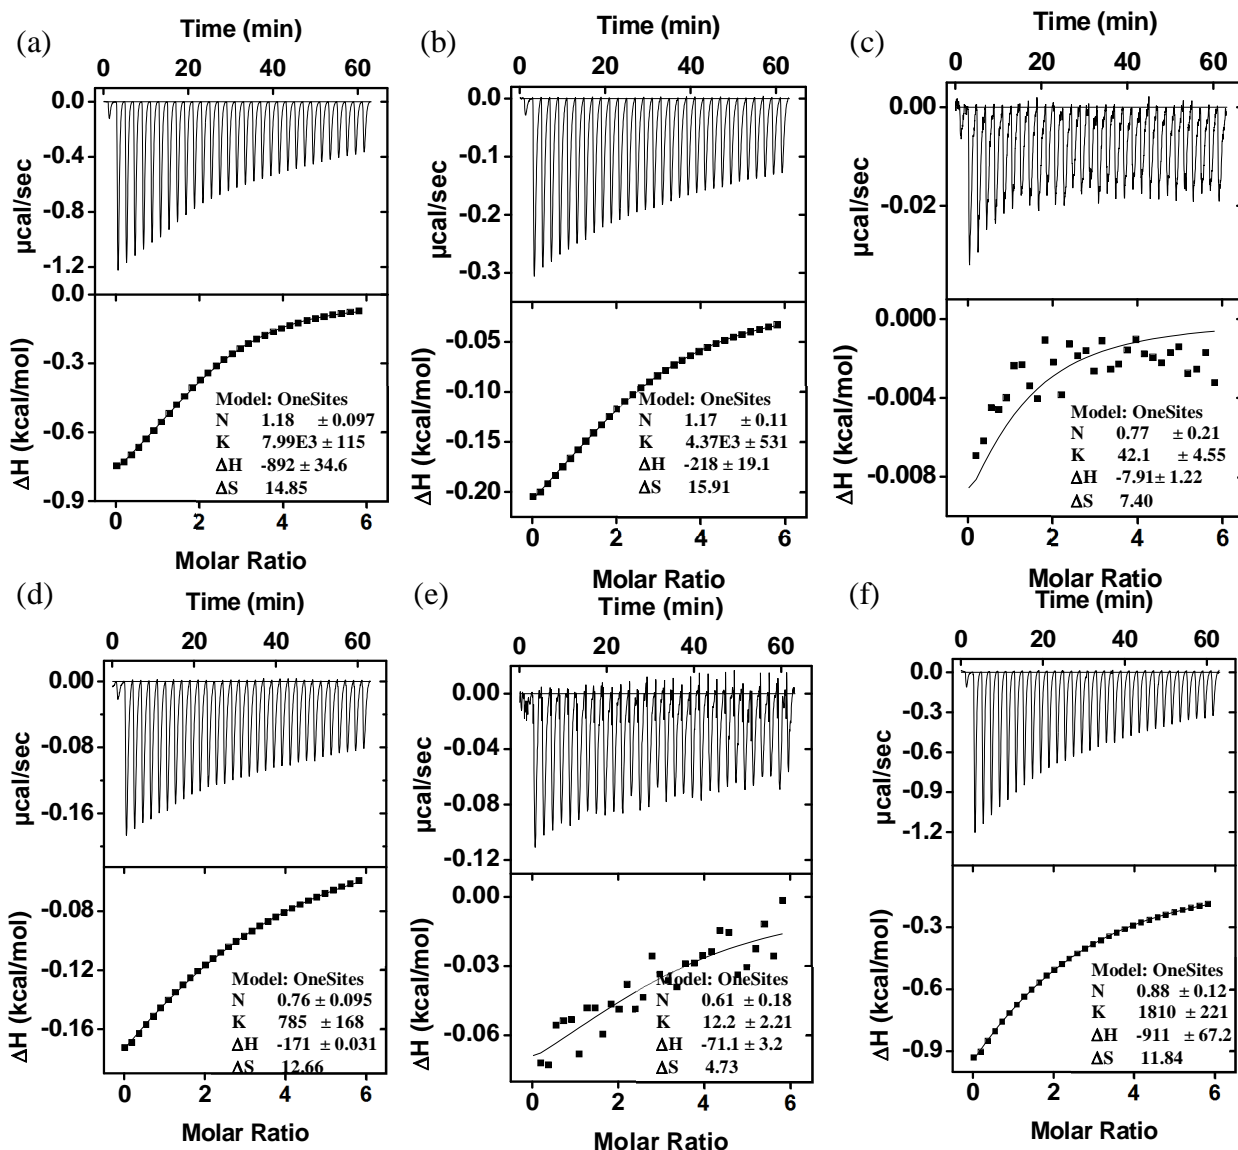 (a)
Time (min)
0 20 40 60
0.0
-0.4
-0.8
-1.2
µcal/sec
0.0
-0.3
-0.6
-0.9
ΔH (kcal/mol)
Model: OneSites
N 1.18 ± 0.097
K 7.99E3 ± 115
ΔH -892 ± 34.6
ΔS 14.85
0 2 4 6
Molar Ratio
(b)
Time (min)
0 20 40 60
0.0
-0.1
-0.2
-0.3
µcal/sec
-0.05
-0.10
-0.15
-0.20
ΔH (kcal/mol)
Model: OneSites
N 1.17 ± 0.11
K 4.37E3 ± 531
ΔH -218 ± 19.1
ΔS 15.91
0 2 4 6
Molar Ratio
(c)
Time (min)
0 20 40 60
0.00
-0.02
µcal/sec
0.000
-0.004
-0.008
ΔH (kcal/mol)
Model: OneSites
N 0.77 ± 0.21
K 42.1 ± 4.55
ΔH -7.91± 1.22
ΔS 7.40
0 2 4 6
Molar Ratio
(d)
Time (min)
0 20 40 60
0.00
-0.08
-0.16
µcal/sec
-0.08
-0.12
-0.16
ΔH (kcal/mol)
Model: OneSites
N 0.76 ± 0.095
K 785 ± 168
ΔH -171 ± 0.031
ΔS 12.66
0 2 4 6
Molar Ratio
(e)
Time (min)
0 20 40 60
0.00
-0.04
-0.08
-0.12
µcal/sec
0.00
-0.03
-0.06
ΔH (kcal/mol)
Model: OneSites
N 0.61 ± 0.18
K 12.2 ± 2.21
ΔH -71.1 ± 3.2
ΔS 4.73
0 2 4 6
Molar Ratio
(f)
Time (min)
0 20 40 60
0.0
-0.3
-0.6
-0.9
-1.2
µcal/sec
-0.3
-0.6
-0.9
ΔH (kcal/mol)
Model: OneSites
N 0.88 ± 0.12
K 1810 ± 221
ΔH -911 ± 67.2
ΔS 11.84
0 2 4 6
Molar Ratio